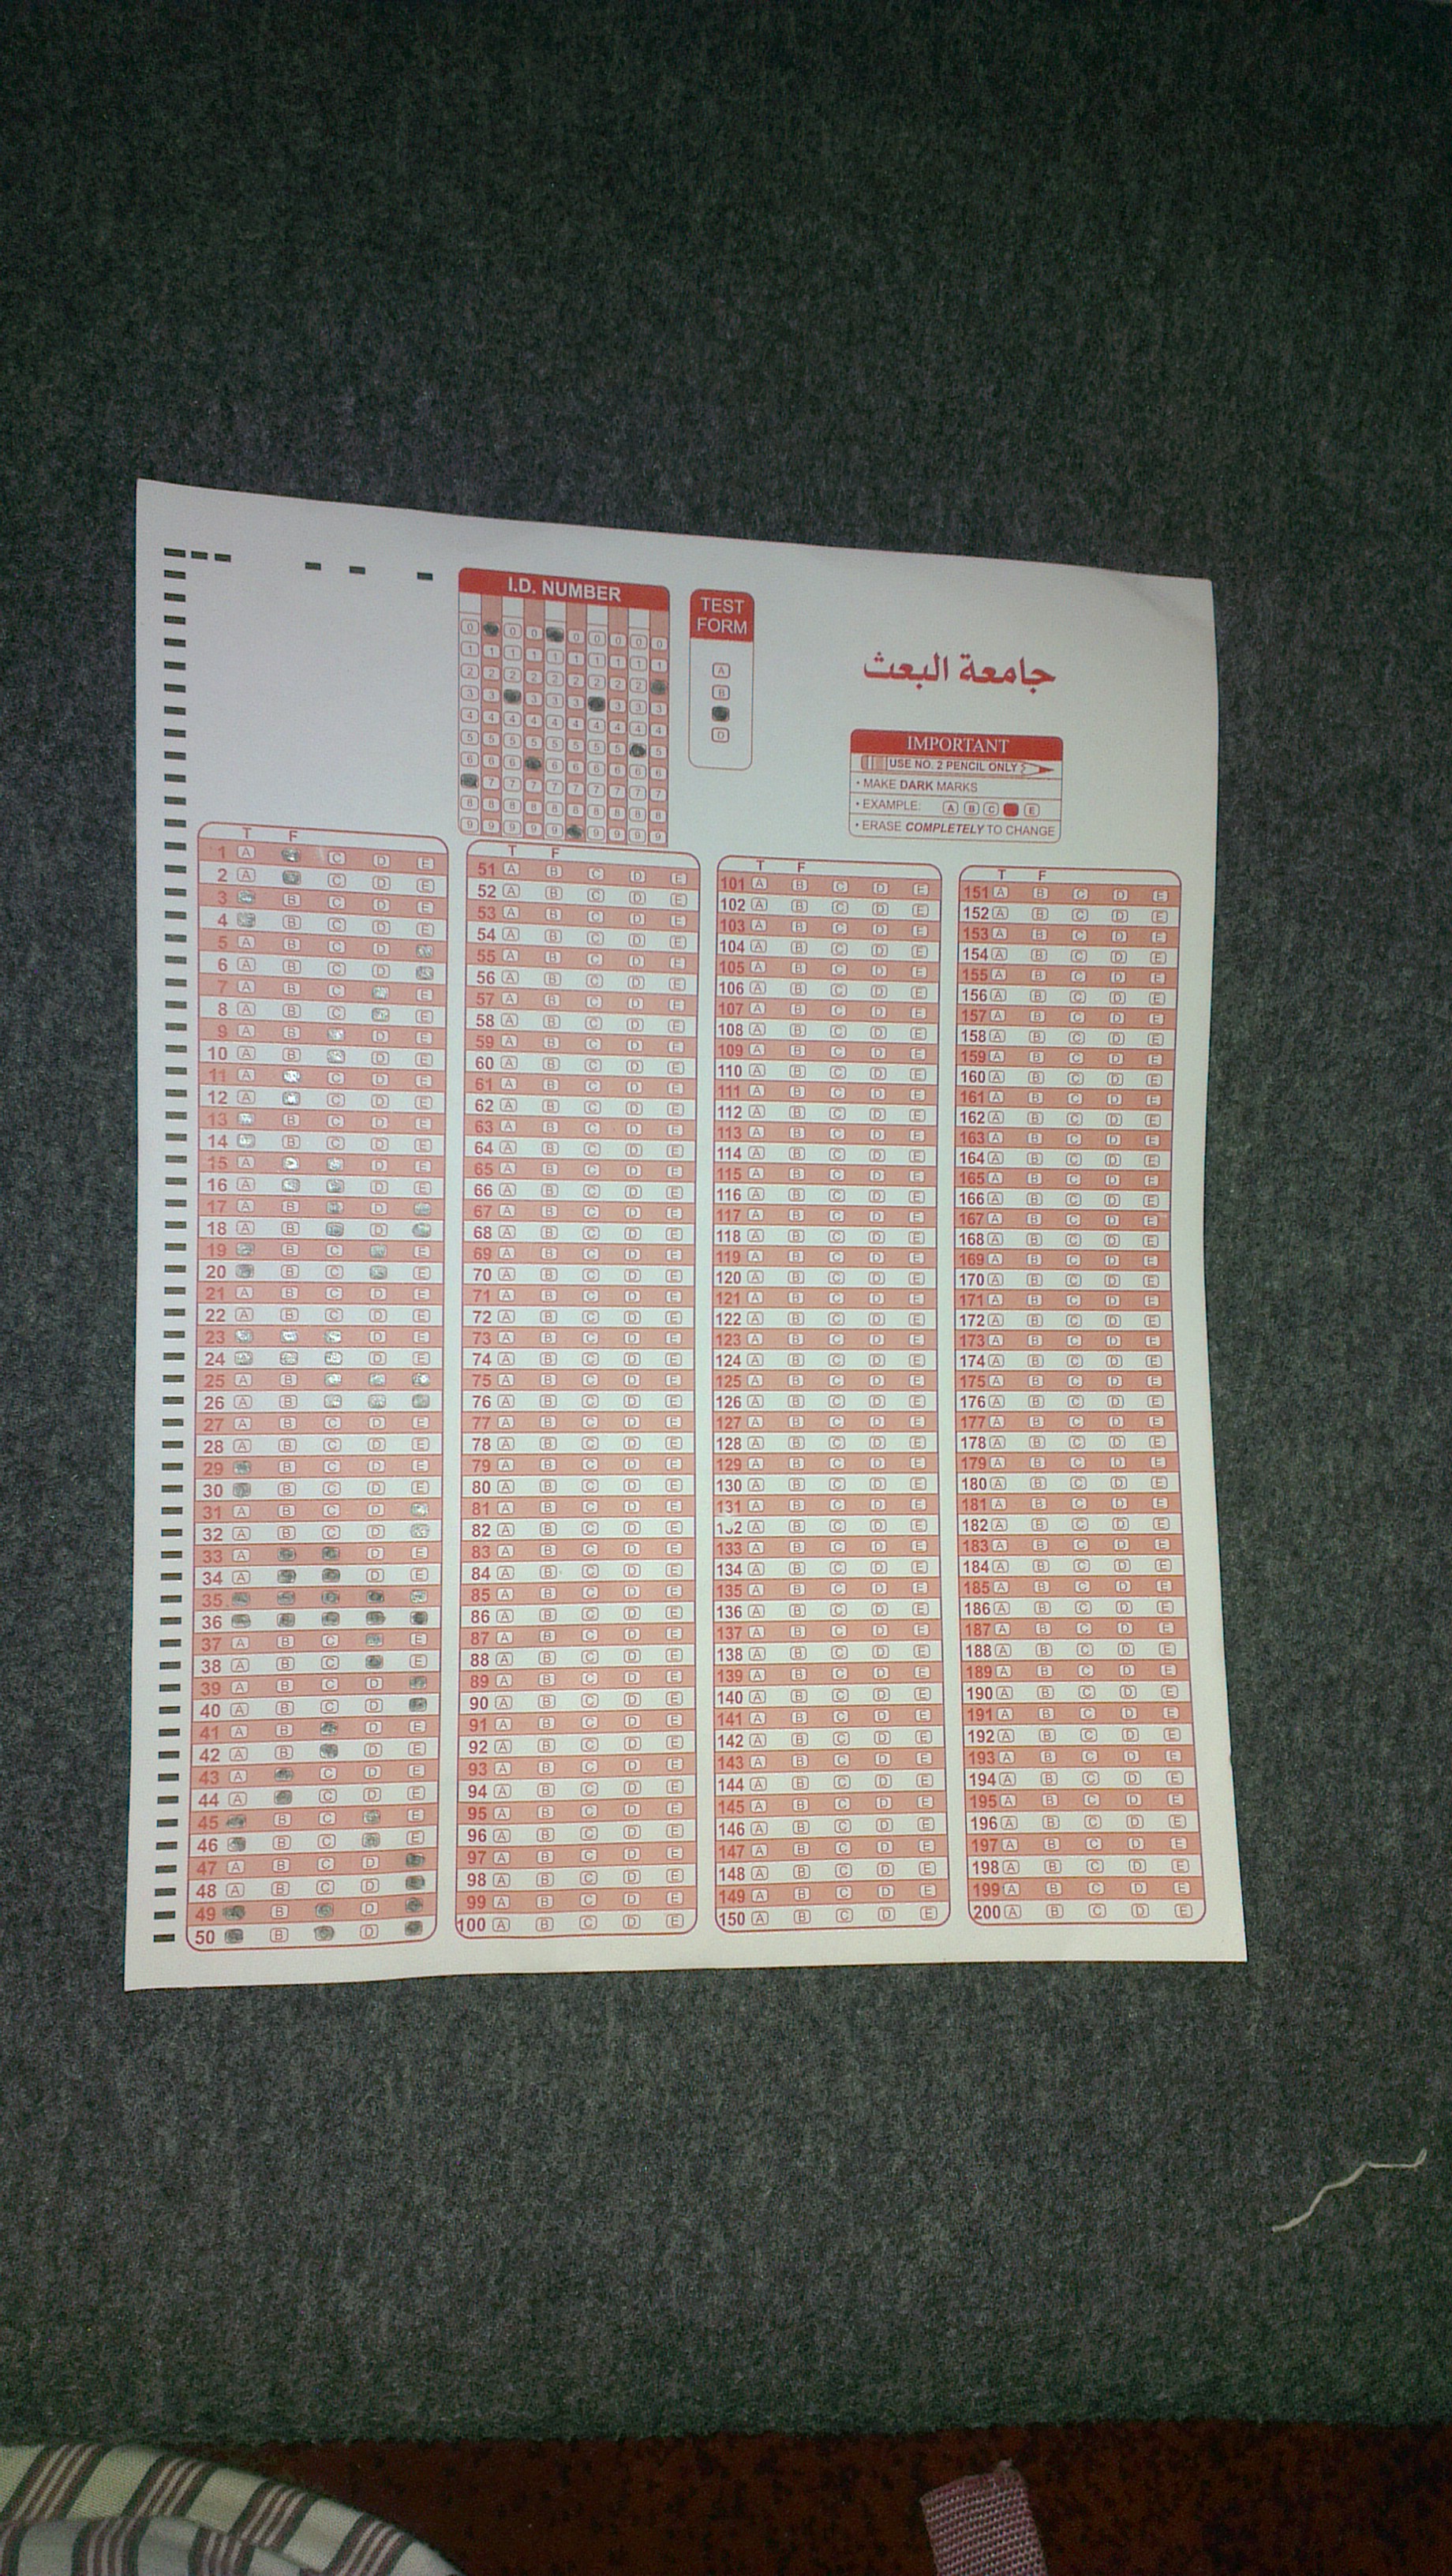 I.D. NUMBER
0 0 0 0 0 0 0 0
1 1 1 1 1 1 1 1 1 1
2 2 2 2 2 2 2 2 2
3 3 3 3 3 3 3 3
4 4 4 4 4 4 4 4 4 4
5 5 5 5 5 5 5 5 5
6 6 6 6 6 6 6 6 6
7 7 7 7 7 7 7 7 7
8 8 8 8 8 8 8 8 8 8
9 9 9 9 9 9 9 9 9
TEST
FORM
A
B
D
جامعة البعث
IMPORTANT
USE NO. 2 PENCIL ONLY
• MAKE DARK MARKS
• EXAMPLE: A B C E
• ERASE COMPLETELY TO CHANGE
T F
1 A C D E
2 A C D E
3 B C D E
4 B C D E
5 A B C D
6 A B C D
7 A B C E
8 A B C E
9 A B D E
10 A B D E
11 A C D E
12 A C D E
13 B C D E
14 B C D E
15 A D E
16 A D E
17 A B D
18 A B D
19 B C E
20 B C E
21 A B C D E
22 A B C D E
23 D E
24 D E
25 A B
26 A B
27 A B C D E
28 A B C D E
29 B C D E
30 B C D E
31 A B C D
32 A B C D
33 A D E
34 A D E
35
36
37 A B C E
38 A B C E
39 A B C D
40 A B C D
41 A B D E
42 A B D E
43 A C D E
44 A C D E
45 B C E
46 B C E
47 A B C D
48 A B C D
49 B D
50 B D
T F
51 A B C D E
52 A B C D E
53 A B C D E
54 A B C D E
55 A B C D E
56 A B C D E
57 A B C D E
58 A B C D E
59 A B C D E
60 A B C D E
61 A B C D E
62 A B C D E
63 A B C D E
64 A B C D E
65 A B C D E
66 A B C D E
67 A B C D E
68 A B C D E
69 A B C D E
70 A B C D E
71 A B C D E
72 A B C D E
73 A B C D E
74 A B C D E
75 A B C D E
76 A B C D E
77 A B C D E
78 A B C D E
79 A B C D E
80 A B C D E
81 A B C D E
82 A B C D E
83 A B C D E
84 A B C D E
85 A B C D E
86 A B C D E
87 A B C D E
88 A B C D E
89 A B C D E
90 A B C D E
91 A B C D E
92 A B C D E
93 A B C D E
94 A B C D E
95 A B C D E
96 A B C D E
97 A B C D E
98 A B C D E
99 A B C D E
100 A B C D E
T F
101 A B C D E
102 A B C D E
103 A B C D E
104 A B C D E
105 A B C D E
106 A B C D E
107 A B C D E
108 A B C D E
109 A B C D E
110 A B C D E
111 A B C D E
112 A B C D E
113 A B C D E
114 A B C D E
115 A B C D E
116 A B C D E
117 A B C D E
118 A B C D E
119 A B C D E
120 A B C D E
121 A B C D E
122 A B C D E
123 A B C D E
124 A B C D E
125 A B C D E
126 A B C D E
127 A B C D E
128 A B C D E
129 A B C D E
130 A B C D E
131 A B C D E
132 A B C D E
133 A B C D E
134 A B C D E
135 A B C D E
136 A B C D E
137 A B C D E
138 A B C D E
139 A B C D E
140 A B C D E
141 A B C D E
142 A B C D E
143 A B C D E
144 A B C D E
145 A B C D E
146 A B C D E
147 A B C D E
148 A B C D E
149 A B C D E
150 A B C D E
T F
151 A B C D E
152 A B C D E
153 A B C D E
154 A B C D E
155 A B C D E
156 A B C D E
157 A B C D E
158 A B C D E
159 A B C D E
160 A B C D E
161 A B C D E
162 A B C D E
163 A B C D E
164 A B C D E
165 A B C D E
166 A B C D E
167 A B C D E
168 A B C D E
169 A B C D E
170 A B C D E
171 A B C D E
172 A B C D E
173 A B C D E
174 A B C D E
175 A B C D E
176 A B C D E
177 A B C D E
178 A B C D E
179 A B C D E
180 A B C D E
181 A B C D E
182 A B C D E
183 A B C D E
184 A B C D E
185 A B C D E
186 A B C D E
187 A B C D E
188 A B C D E
189 A B C D E
190 A B C D E
191 A B C D E
192 A B C D E
193 A B C D E
194 A B C D E
195 A B C D E
196 A B C D E
197 A B C D E
198 A B C D E
199 A B C D E
200 A B C D E